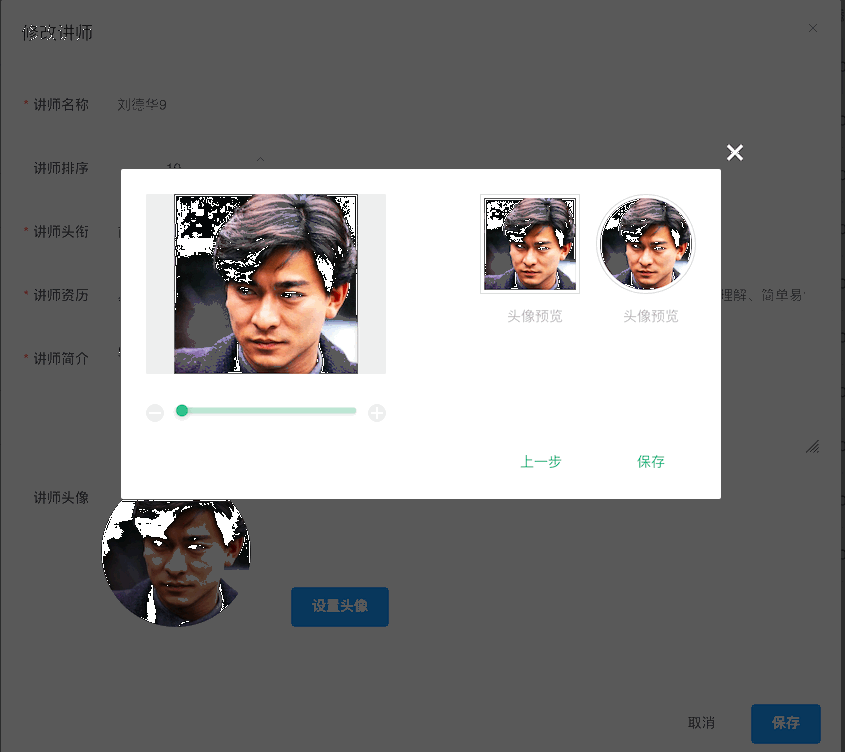 修改讲师
* 讲师名称 刘德华9
讲师排序 10
* 讲师头衔
* 讲师资历 理解、简单易
* 讲师简介
头像预览 头像预览
上一步 保存
讲师头像
设置头像
取消 保存